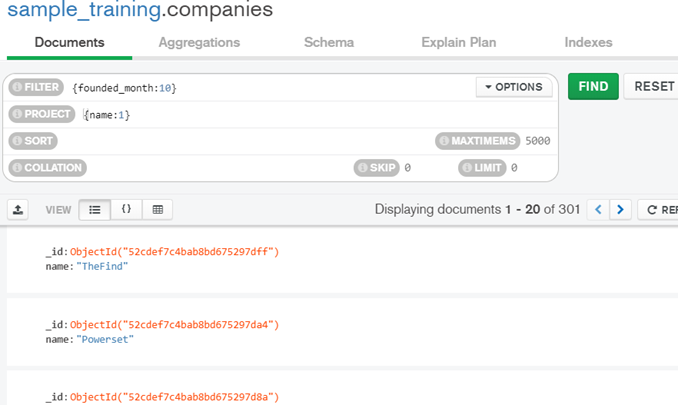 sample_training.companies
Documents Aggregations Schema Explain Plan Indexes
FILTER {founded_month:10} OPTIONS FIND RESET
PROJECT {name:1}
SORT MAXTIMEMS 5000
COLLATION SKIP 0 LIMIT 0
VIEW {} Displaying documents 1 - 20 of 301 < > REF
_id:ObjectId("52cdef7c4bab8bd675297dff")
name:"TheFind"
_id:ObjectId("52cdef7c4bab8bd675297da4")
name:"Powerset"
_id:ObjectId("52cdef7c4bab8bd675297d8a")